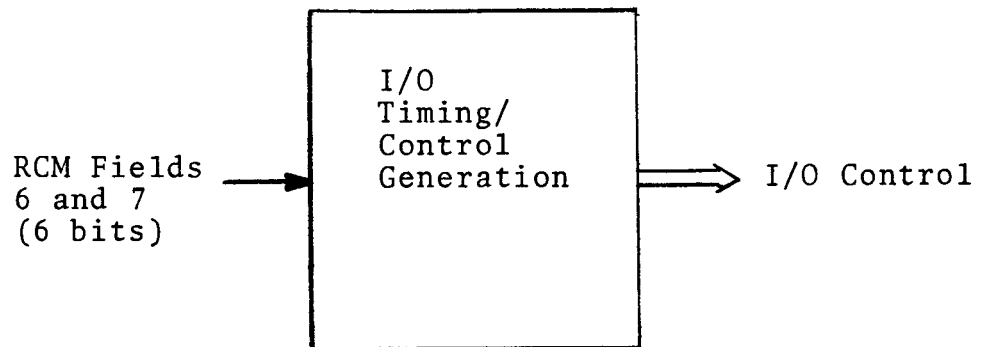 RCM Fields
6 and 7
(6 bits)
I/O
Timing/
Control
Generation
I/O Control